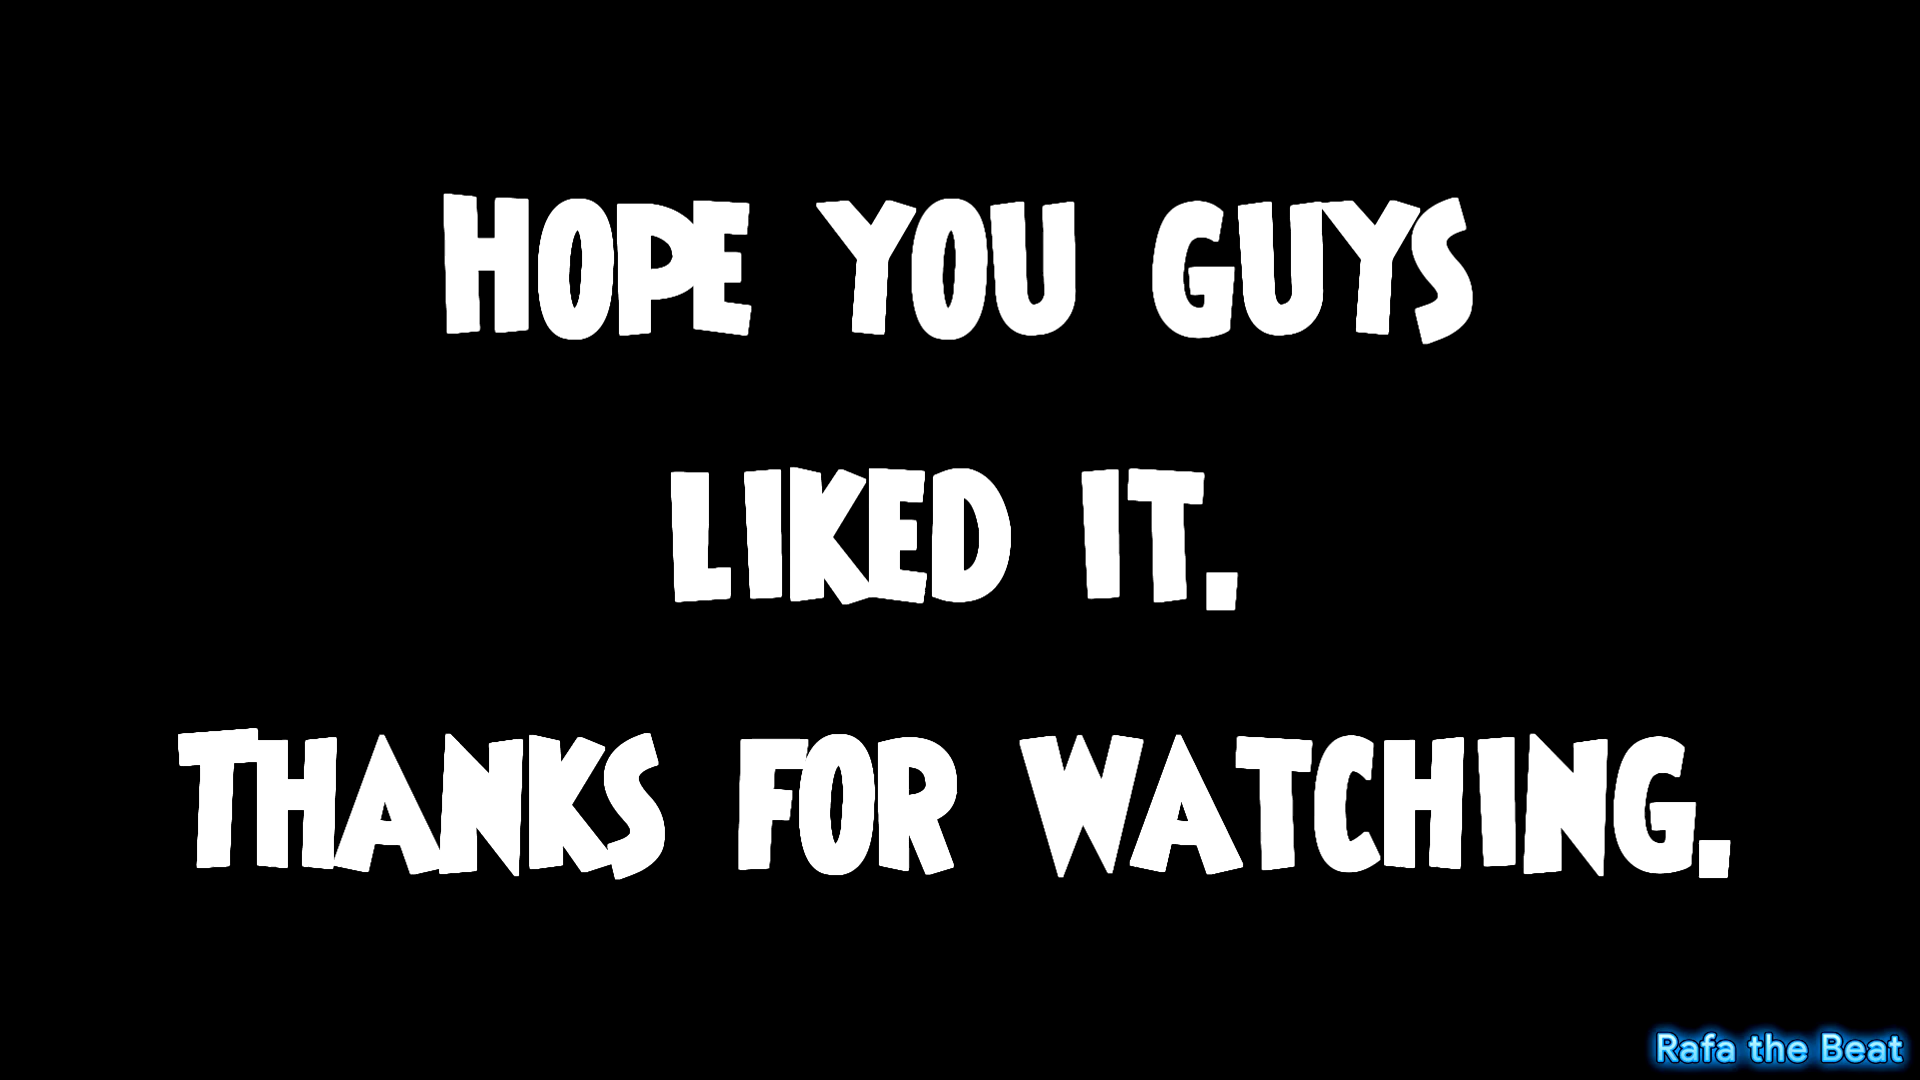 HOPE YOU GUYS
LIKED IT.
THANKS FOR WATCHING.
Rafa the Beat